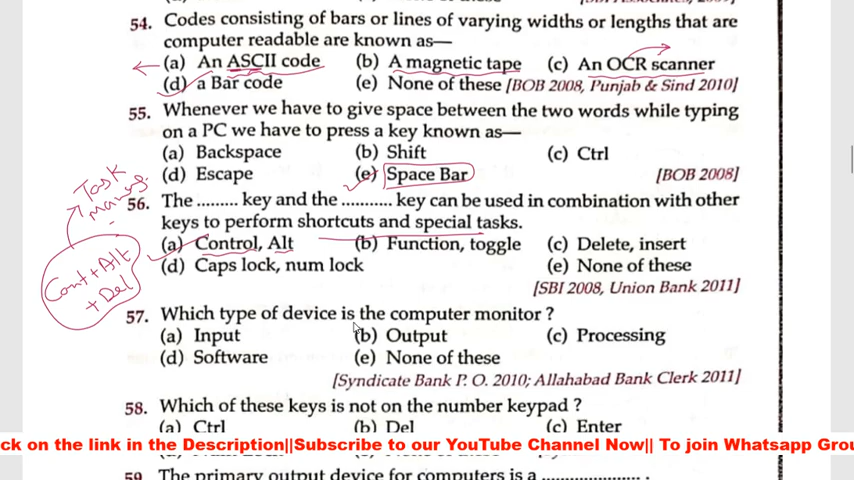 54. Codes consisting of bars or lines of varying widths or lengths that are
computer readable are known as—
(a) An ASCII code (b) A magnetic tape (c) An OCR scanner
(d) a Bar code (e) None of these [BOB 2008, Punjab & Sind 2010]
55. Whenever we have to give space between the two words while typing
on a PC we have to press a key known as—
(a) Backspace (b) Shift (c) Ctrl
(d) Escape (e) Space Bar [BOB 2008]
Task
Manag.
56. The ......... key and the ........... key can be used in combination with other
keys to perform shortcuts and special tasks.
(a) Control, Alt (b) Function, toggle (c) Delete, insert
(d) Caps lock, num lock (e) None of these
[SBI 2008, Union Bank 2011]
Cont + Alt
+ Del
57. Which type of device is the computer monitor ?
(a) Input (b) Output (c) Processing
(d) Software (e) None of these
[Syndicate Bank P. O. 2010; Allahabad Bank Clerk 2011]
58. Which of these keys is not on the number keypad ?
(a) Ctrl (b) Del (c) Enter
ck on the link in the Description||Subscribe to our YouTube Channel Now|| To join Whatsapp Grou
59. The primary output device for computers is a ..................... .